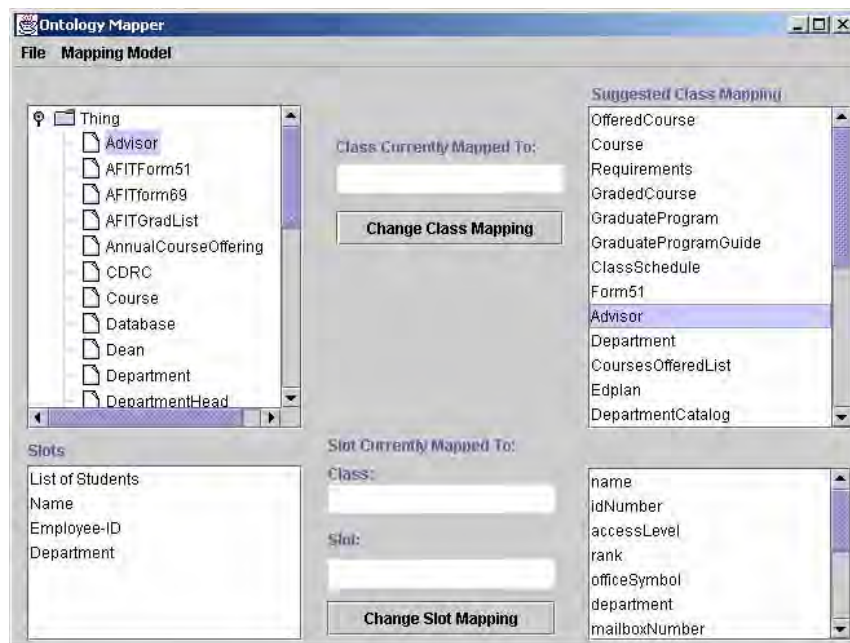 Ontology Mapper
File Mapping Model
Thing
Advisor
AFITForm51
AFITform69
AFITGradList
AnnualCourseOffering
CDRC
Course
Database
Dean
Department
DepartmentHead
Class Currently Mapped To:
Change Class Mapping
Suggested Class Mapping
OfferedCourse
Course
Requirements
GradedCourse
GraduateProgram
GraduateProgramGuide
ClassSchedule
Form51
Advisor
Department
CoursesOfferedList
Edplan
DepartmentCatalog
Slots
List of Students
Name
Employee-ID
Department
Slot Currently Mapped To:
Class:
Slot:
Change Slot Mapping
name
idNumber
accessLevel
rank
officeSymbol
department
mailboxNumber